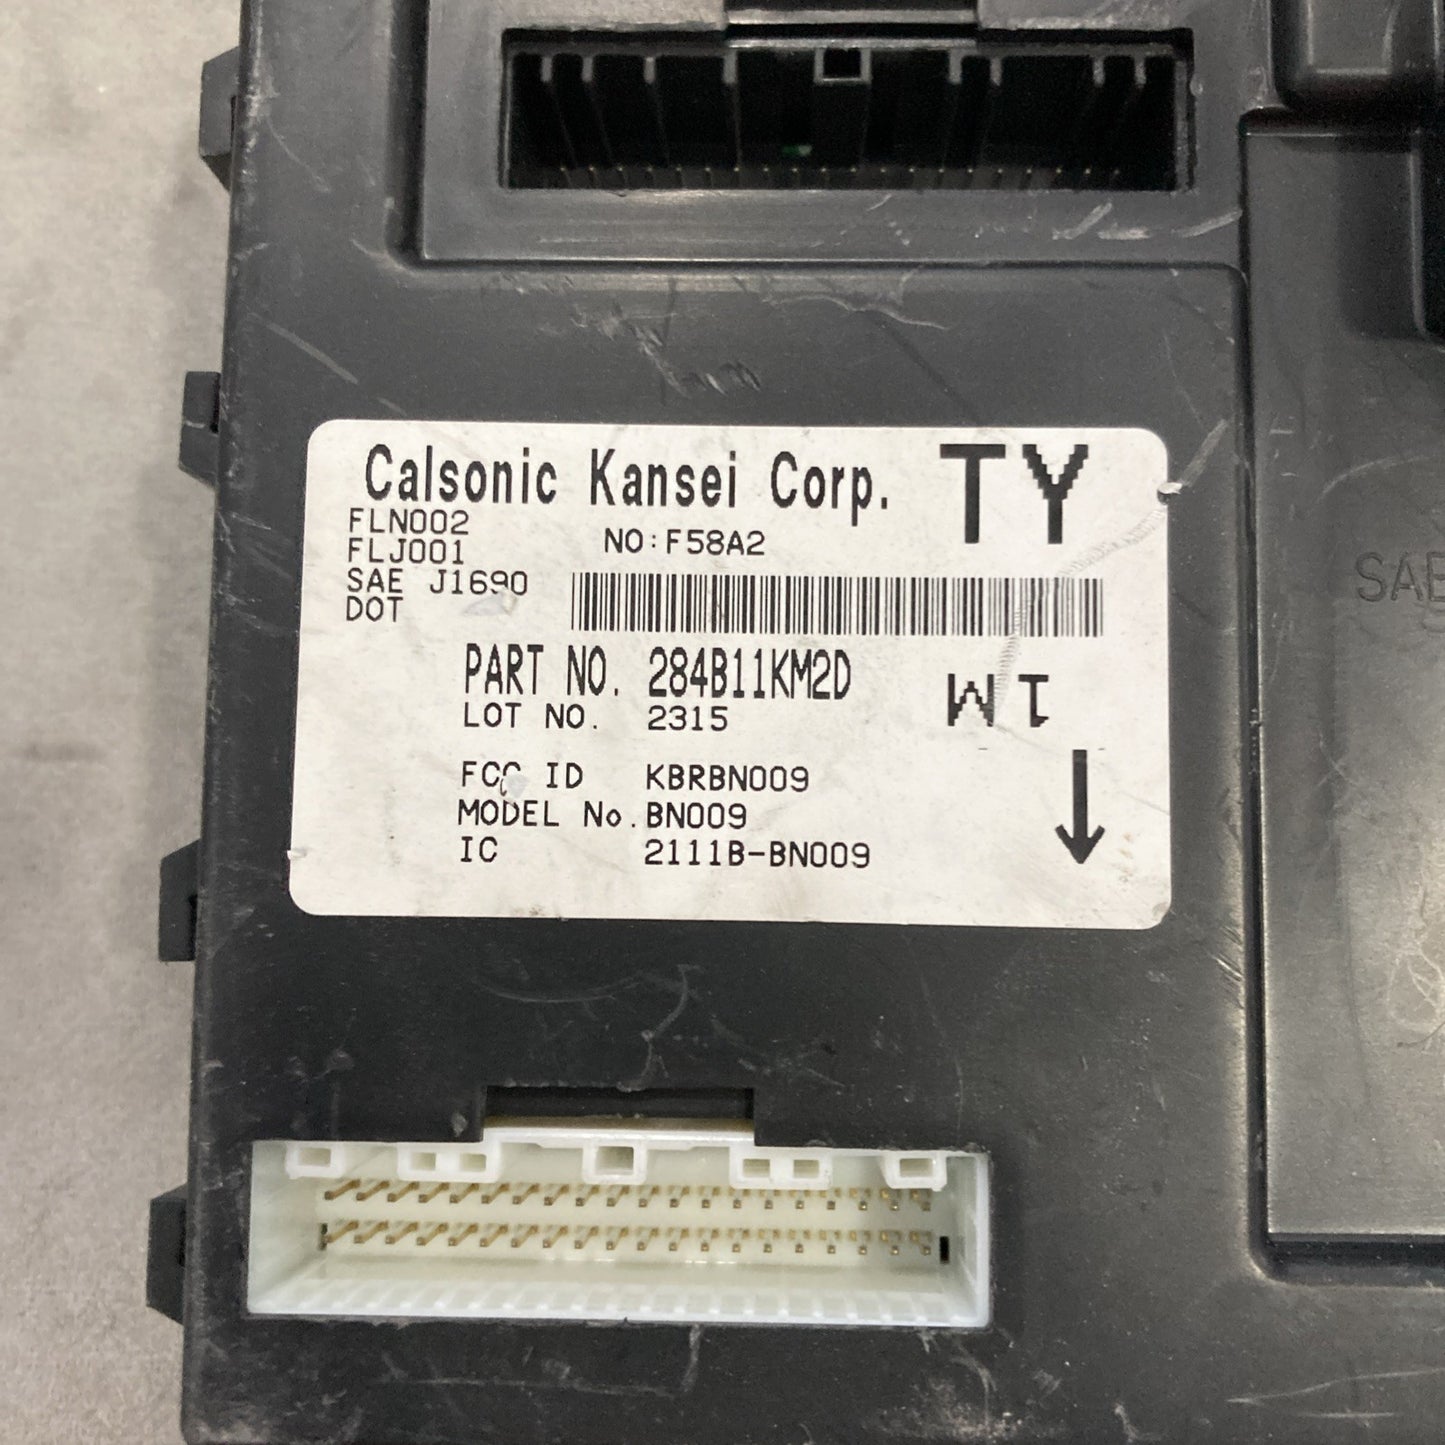 Calsonic Kansei Corp. TY
FLN002
FLJ001 NO:F58A2
SAE J1690
DOT
PART NO. 284B11KM2D
LOT NO. 2315
1M
FCC ID KBRBN009
MODEL No. BN009
IC 2111B-BN009